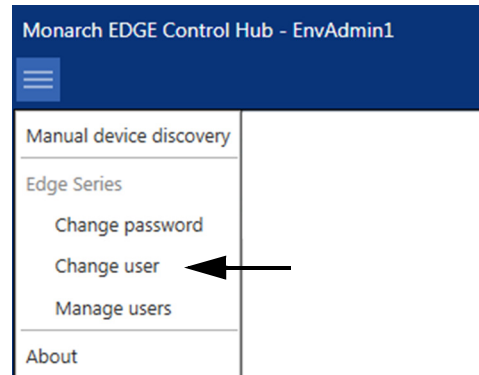 Monarch EDGE Control Hub - EnvAdmin1
Manual device discovery
Edge Series
Change password
Change user
Manage users
About